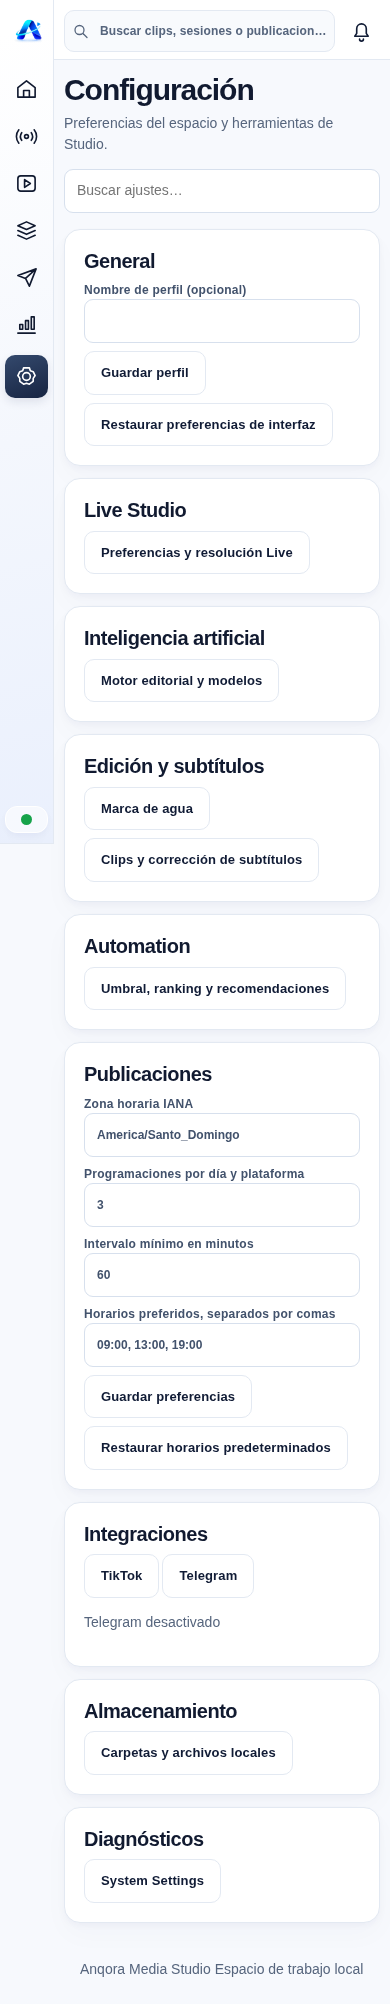 Buscar clips, sesiones o publicacion…
Configuración
Preferencias del espacio y herramientas de
Studio.
Buscar ajustes…
General
Nombre de perfil (opcional)
Guardar perfil
Restaurar preferencias de interfaz
Live Studio
Preferencias y resolución Live
Inteligencia artificial
Motor editorial y modelos
Edición y subtítulos
Marca de agua
Clips y corrección de subtítulos
Automation
Umbral, ranking y recomendaciones
Publicaciones
Zona horaria IANA
America/Santo_Domingo
Programaciones por día y plataforma
3
Intervalo mínimo en minutos
60
Horarios preferidos, separados por comas
09:00, 13:00, 19:00
Guardar preferencias
Restaurar horarios predeterminados
Integraciones
TikTok Telegram
Telegram desactivado
Almacenamiento
Carpetas y archivos locales
Diagnósticos
System Settings
Anqora Media Studio Espacio de trabajo local